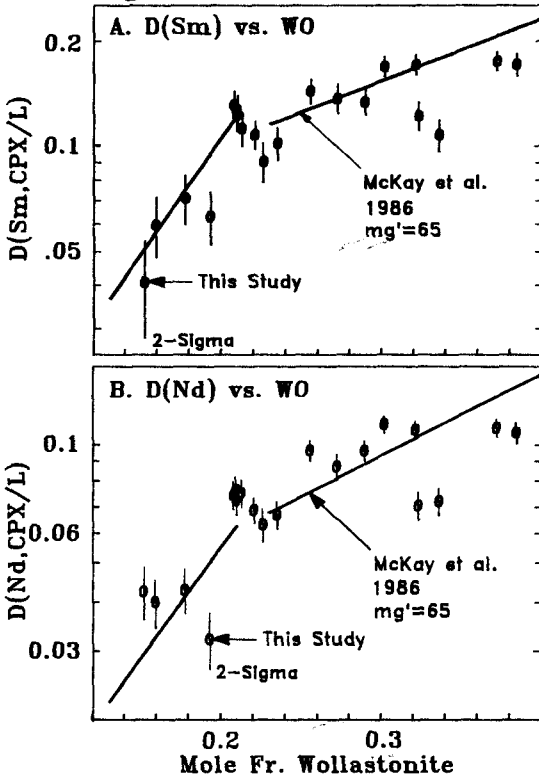 A. D(Sm) vs. WO
0.2
0.1
.05
D(Sm,CPX/L)
McKay et al.
1986
mg'=65
This Study
2-Sigma
B. D(Nd) vs. WO
0.1
0.06
0.03
D(Nd,CPX/L)
McKay et al.
1986
mg'=65
This Study
2-Sigma
0.2
0.3
Mole Fr. Wollastonite